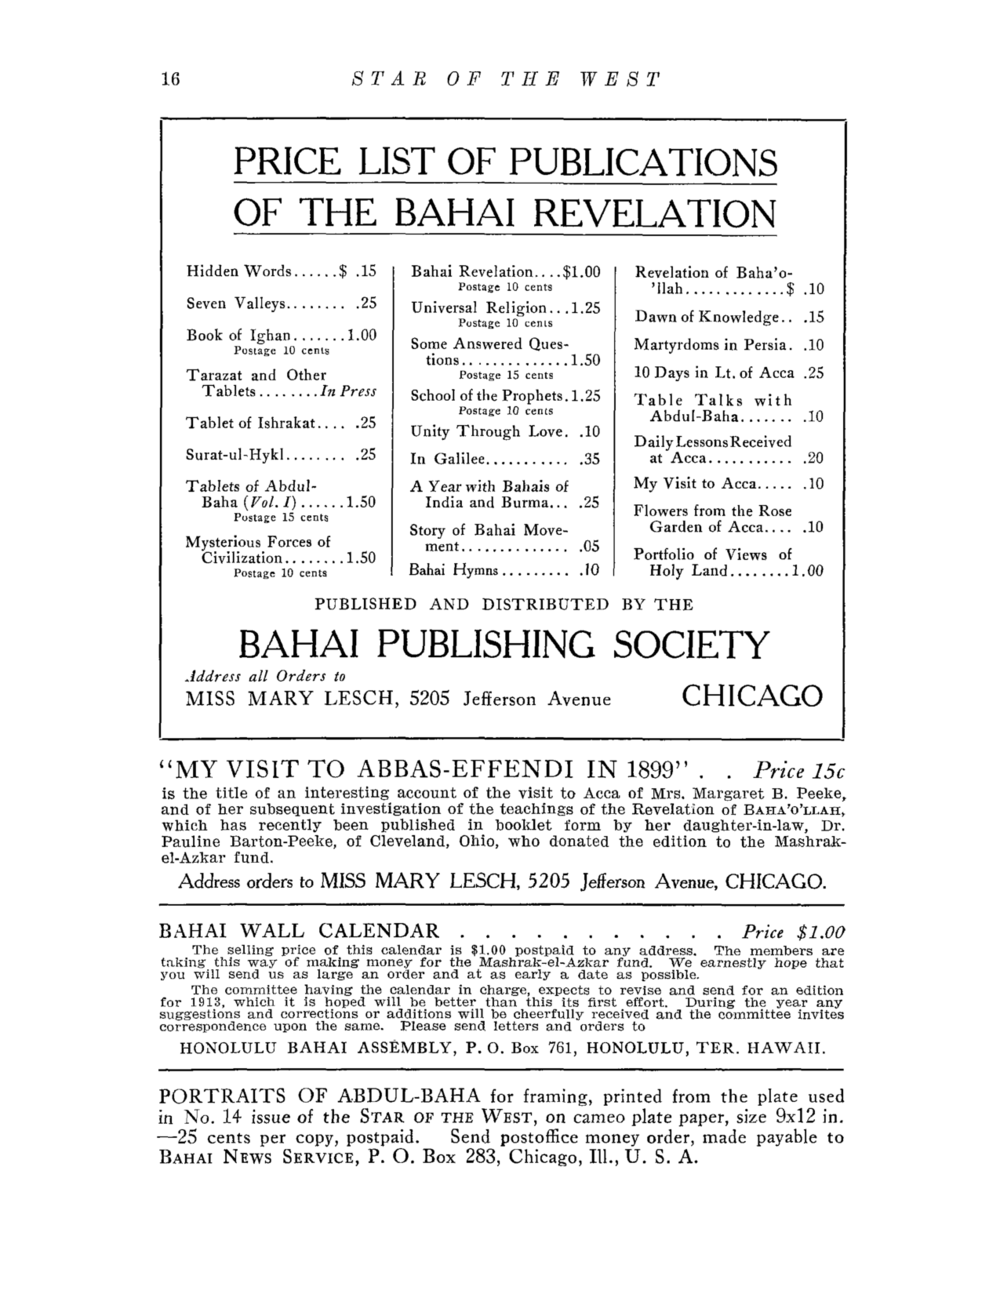 16 STAR OF THE WEST
PRICE LIST OF PUBLICATIONS
OF THE BAHAI REVELATION
Hidden Words......$ .15
Seven Valleys........ .25
Book of Ighan.......1.00
Postage 10 cents
Tarazat and Other
Tablets........In Press
Tablet of Ishrakat.... .25
Surat-ul-Hykl........ .25
Tablets of Abdul-
Baha (Vol. I)......1.50
Postage 15 cents
Mysterious Forces of
Civilization........1.50
Postage 10 cents
Bahai Revelation....$1.00
Postage 10 cents
Universal Religion...1.25
Postage 10 cents
Some Answered Ques-
tions..............1.50
Postage 15 cents
School of the Prophets.1.25
Postage 10 cents
Unity Through Love. .10
In Galilee........... .35
A Year with Bahais of
India and Burma... .25
Story of Bahai Move-
ment.............. .05
Bahai Hymns......... .10
Revelation of Baha'o-
'llah.............$ .10
Dawn of Knowledge.. .15
Martyrdoms in Persia. .10
10 Days in Lt. of Acca .25
Table Talks with
Abdul-Baha....... .10
Daily Lessons Received
at Acca........... .20
My Visit to Acca..... .10
Flowers from the Rose
Garden of Acca.... .10
Portfolio of Views of
Holy Land........1.00
PUBLISHED AND DISTRIBUTED BY THE
BAHAI PUBLISHING SOCIETY
Address all Orders to
MISS MARY LESCH, 5205 Jefferson Avenue CHICAGO
"MY VISIT TO ABBAS-EFFENDI IN 1899" . . Price 15c
is the title of an interesting account of the visit to Acca of Mrs. Margaret B. Peeke,
and of her subsequent investigation of the teachings of the Revelation of BAHA'O'LLAH,
which has recently been published in booklet form by her daughter-in-law, Dr.
Pauline Barton-Peeke, of Cleveland, Ohio, who donated the edition to the Mashrak-
el-Azkar fund.
Address orders to MISS MARY LESCH, 5205 Jefferson Avenue, CHICAGO.
BAHAI WALL CALENDAR . . . . . . . . . . . Price $1.00
The selling price of this calendar is $1.00 postpaid to any address. The members are
taking this way of making money for the Mashrak-el-Azkar fund. We earnestly hope that
you will send us as large an order and at as early a date as possible.
The committee having the calendar in charge, expects to revise and send for an edition
for 1913, which it is hoped will be better than this its first effort. During the year any
suggestions and corrections or additions will be cheerfully received and the committee invites
correspondence upon the same. Please send letters and orders to
HONOLULU BAHAI ASSEMBLY, P. O. Box 761, HONOLULU, TER. HAWAII.
PORTRAITS OF ABDUL-BAHA for framing, printed from the plate used
in No. 14 issue of the STAR OF THE WEST, on cameo plate paper, size 9x12 in.
—25 cents per copy, postpaid. Send postoffice money order, made payable to
BAHAI NEWS SERVICE, P. O. Box 283, Chicago, Ill., U. S. A.